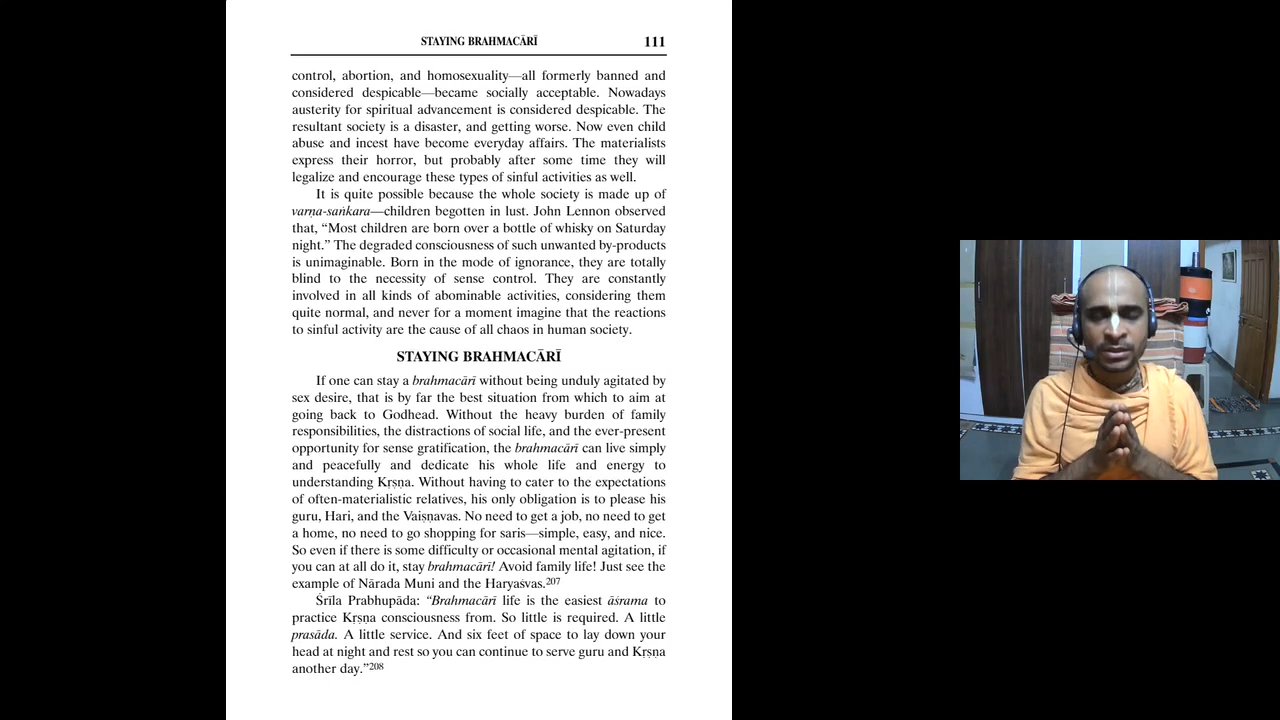 STAYING BRAHMACĀRĪ 111
control, abortion, and homosexuality—all formerly banned and
considered despicable—became socially acceptable. Nowadays
austerity for spiritual advancement is considered despicable. The
resultant society is a disaster, and getting worse. Now even child
abuse and incest have become everyday affairs. The materialists
express their horror, but probably after some time they will
legalize and encourage these types of sinful activities as well.
It is quite possible because the whole society is made up of
varṇa-saṅkara—children begotten in lust. John Lennon observed
that, “Most children are born over a bottle of whisky on Saturday
night.” The degraded consciousness of such unwanted by-products
is unimaginable. Born in the mode of ignorance, they are totally
blind to the necessity of sense control. They are constantly
involved in all kinds of abominable activities, considering them
quite normal, and never for a moment imagine that the reactions
to sinful activity are the cause of all chaos in human society.
STAYING BRAHMACĀRĪ
If one can stay a brahmacārī without being unduly agitated by
sex desire, that is by far the best situation from which to aim at
going back to Godhead. Without the heavy burden of family
responsibilities, the distractions of social life, and the ever-present
opportunity for sense gratification, the brahmacārī can live simply
and peacefully and dedicate his whole life and energy to
understanding Kṛṣṇa. Without having to cater to the expectations
of often-materialistic relatives, his only obligation is to please his
guru, Hari, and the Vaiṣṇavas. No need to get a job, no need to get
a home, no need to go shopping for saris—simple, easy, and nice.
So even if there is some difficulty or occasional mental agitation, if
you can at all do it, stay brahmacārī! Avoid family life! Just see the
example of Nārada Muni and the Haryaśvas.207
Śrīla Prabhupāda: “Brahmacārī life is the easiest āśrama to
practice Kṛṣṇa consciousness from. So little is required. A little
prasāda. A little service. And six feet of space to lay down your
head at night and rest so you can continue to serve guru and Kṛṣṇa
another day.”208